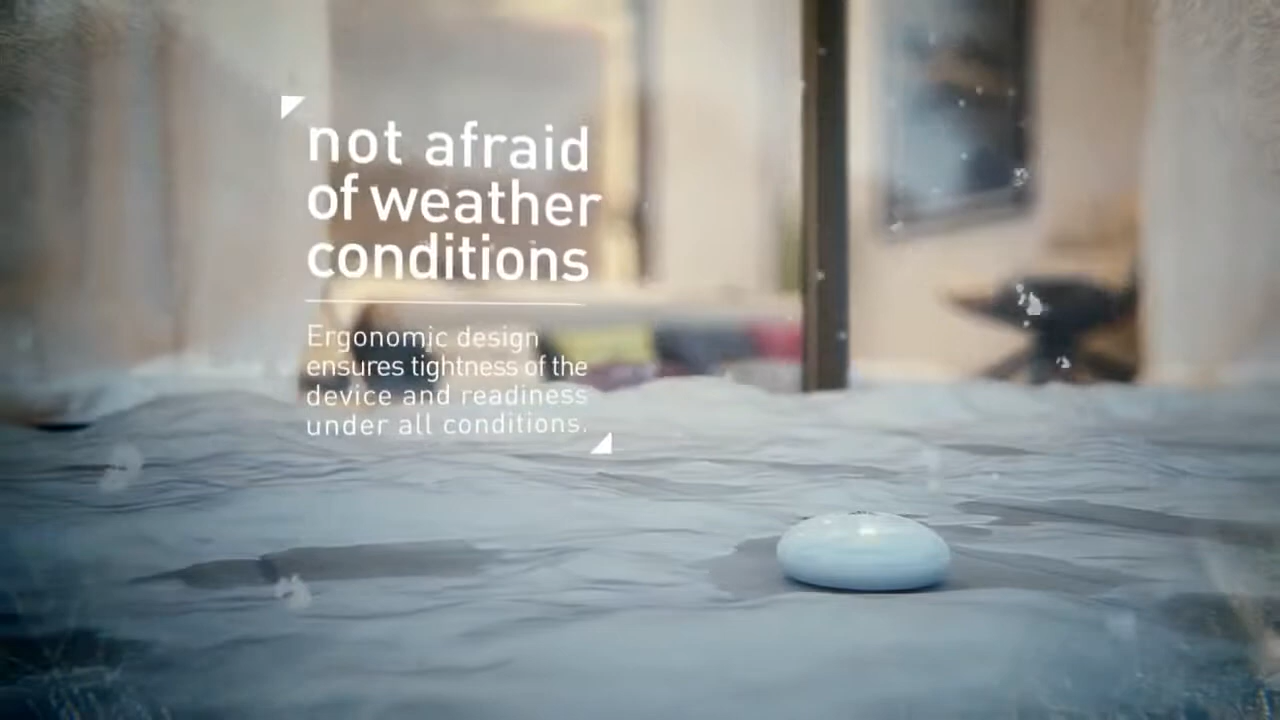 not afraid
of weather
conditions
Ergonomic design
ensures tightness of the
device and readiness
under all conditions.